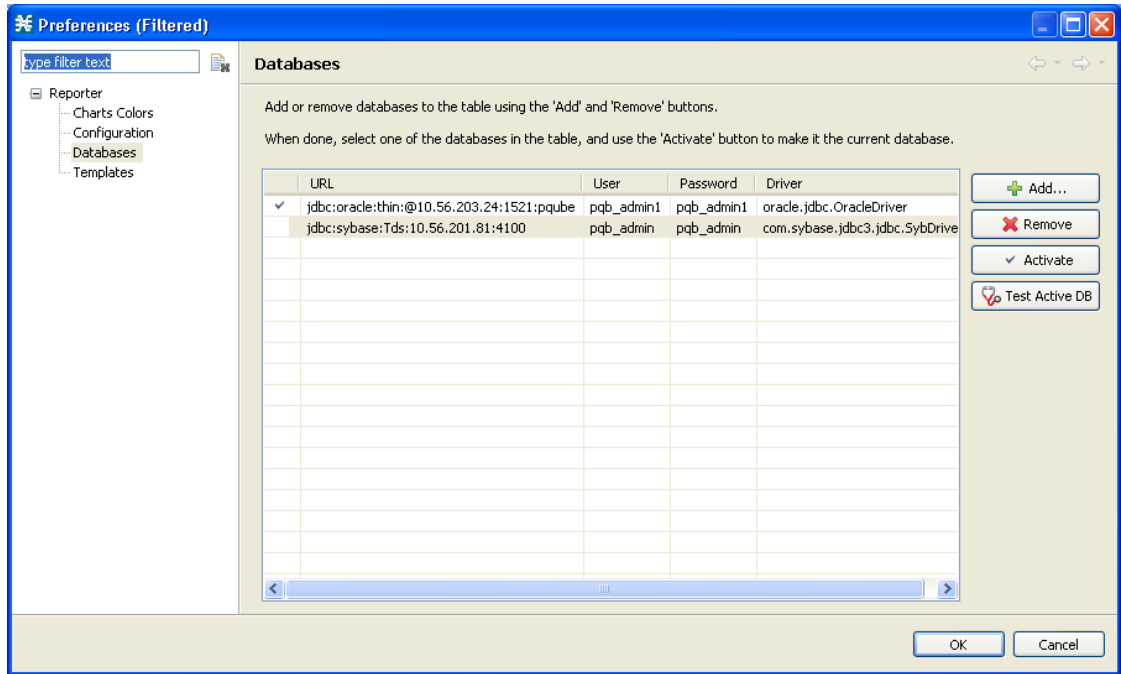 Preferences (Filtered)
type filter text
Databases
Reporter
Charts Colors
Configuration
Databases
Templates
Add or remove databases to the table using the 'Add' and 'Remove' buttons.
When done, select one of the databases in the table, and use the 'Activate' button to make it the current database.
URL User Password Driver
jdbc:oracle:thin:@10.56.203.24:1521:pqube pqb_admin1 pqb_admin1 oracle.jdbc.OracleDriver
jdbc:sybase:Tds:10.56.201.81:4100 pqb_admin pqb_admin com.sybase.jdbc3.jdbc.SybDrive
Add...
Remove
Activate
Test Active DB
OK Cancel